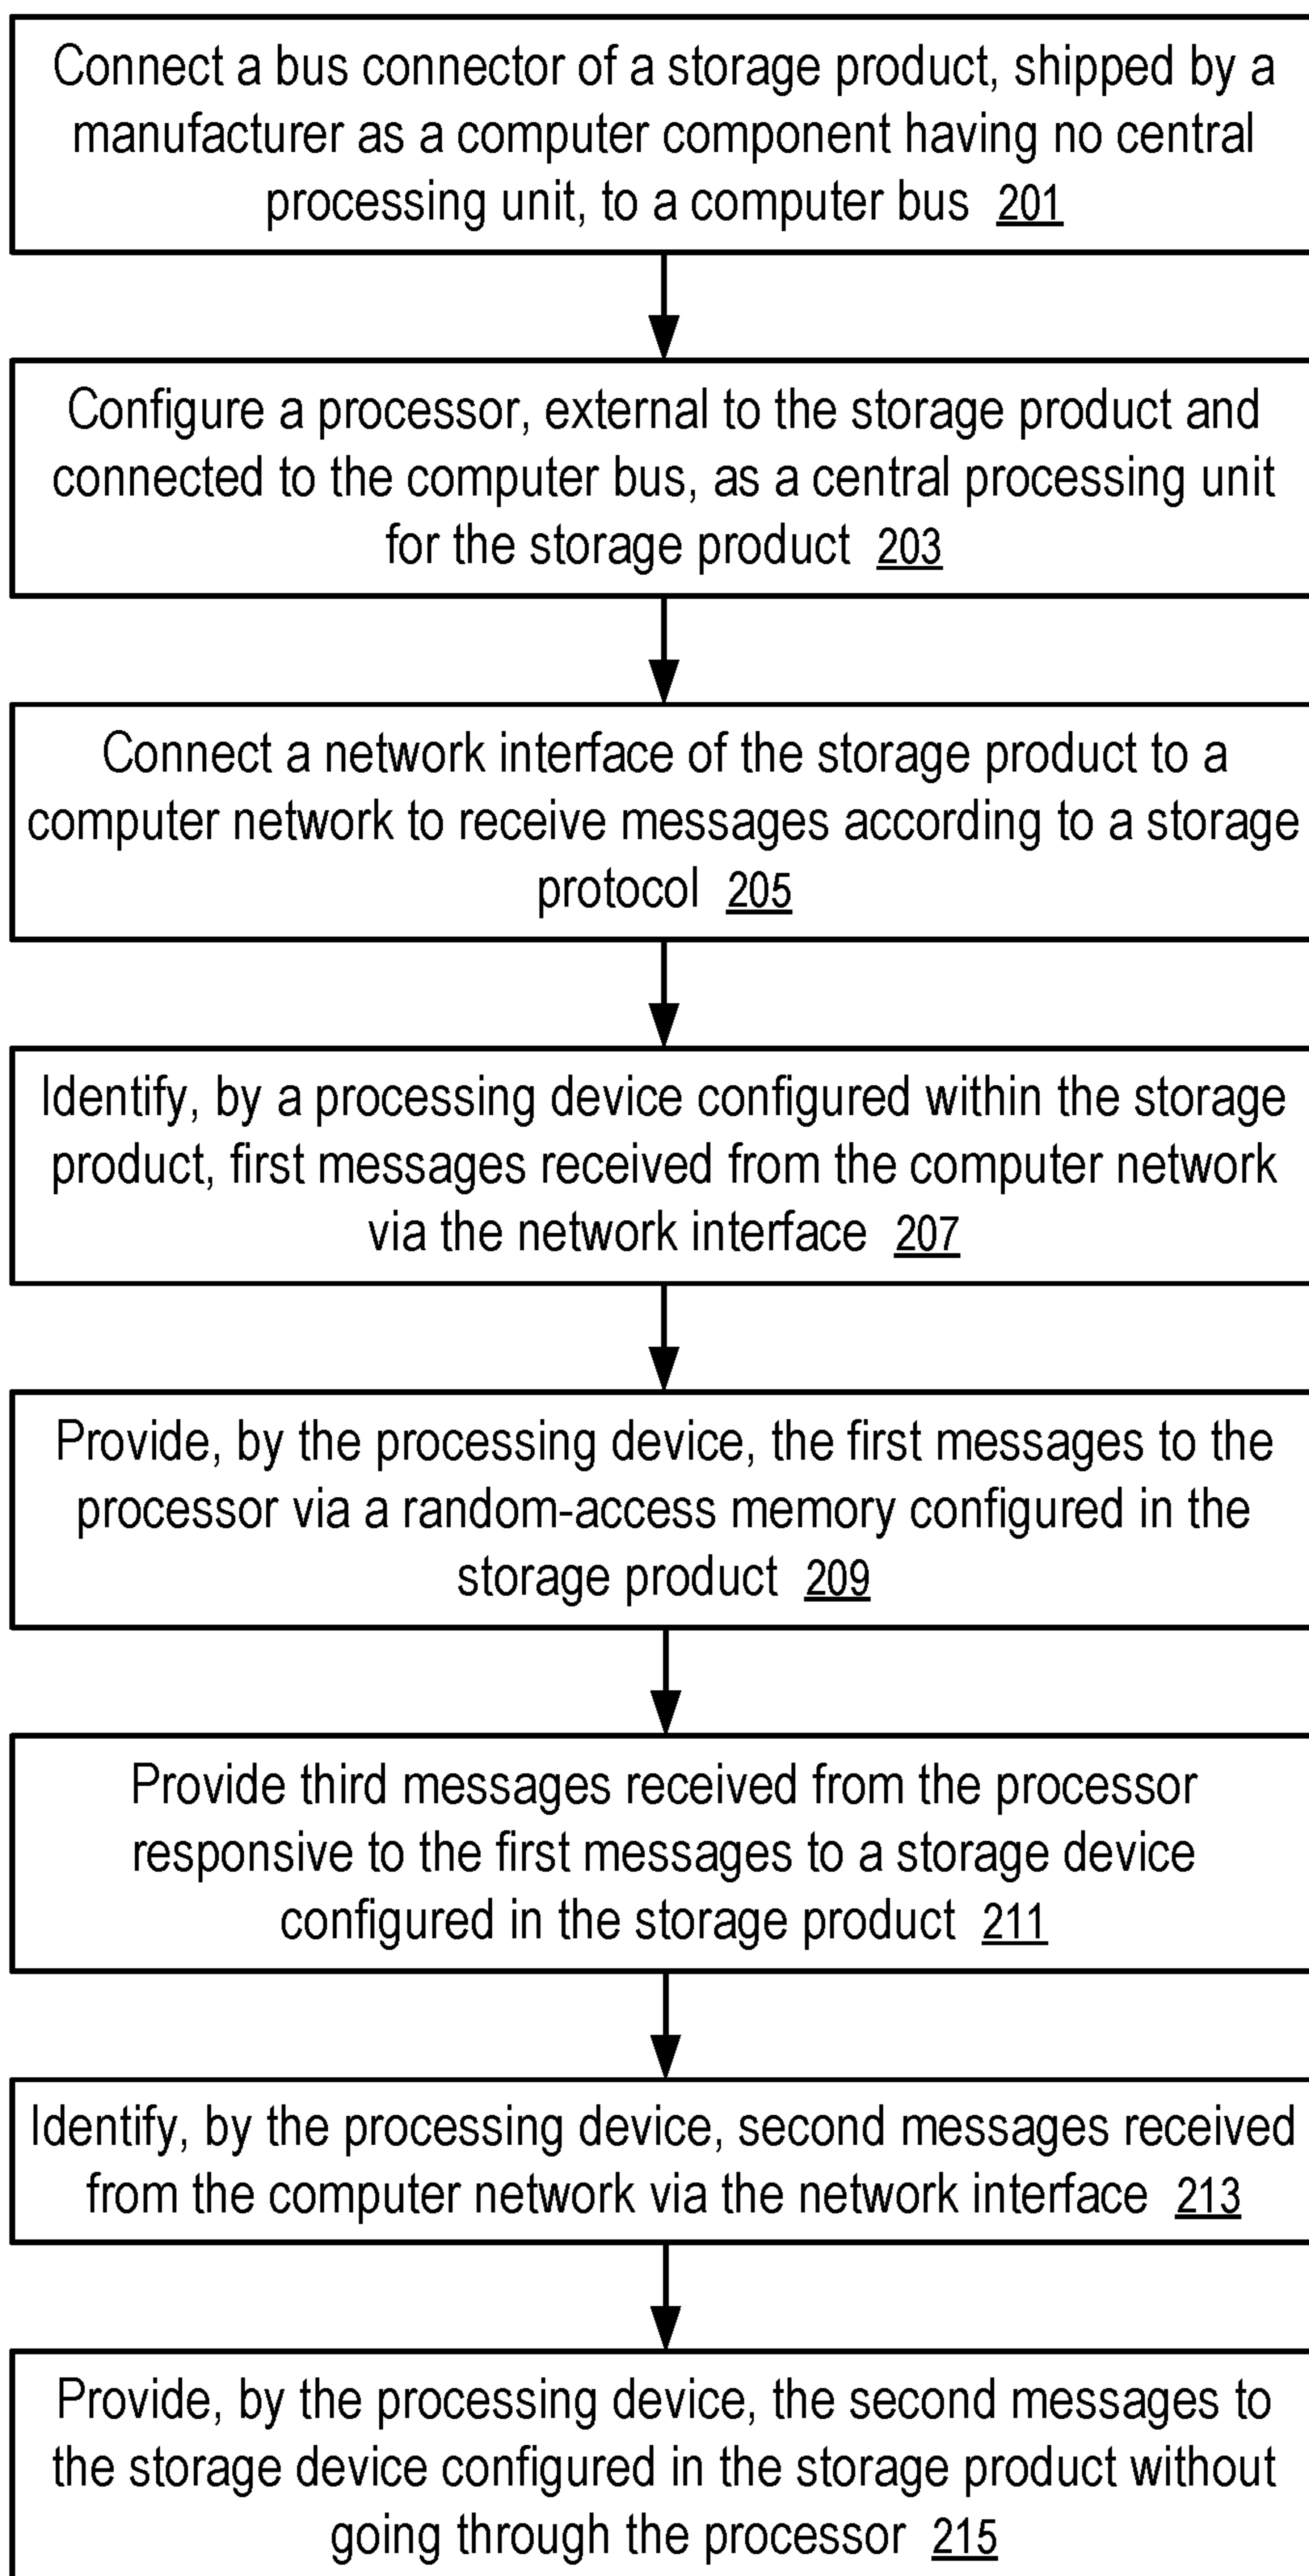 Connect a bus connector of a storage product, shipped by a
manufacturer as a computer component having no central
processing unit, to a computer bus 201
Configure a processor, external to the storage product and
connected to the computer bus, as a central processing unit
for the storage product 203
Connect a network interface of the storage product to a
computer network to receive messages according to a storage
protocol 205
Identify, by a processing device configured within the storage
product, first messages received from the computer network
via the network interface 207
Provide, by the processing device, the first messages to the
processor via a random-access memory configured in the
storage product 209
Provide third messages received from the processor
responsive to the first messages to a storage device
configured in the storage product 211
Identify, by the processing device, second messages received
from the computer network via the network interface 213
Provide, by the processing device, the second messages to
the storage device configured in the storage product without
going through the processor 215